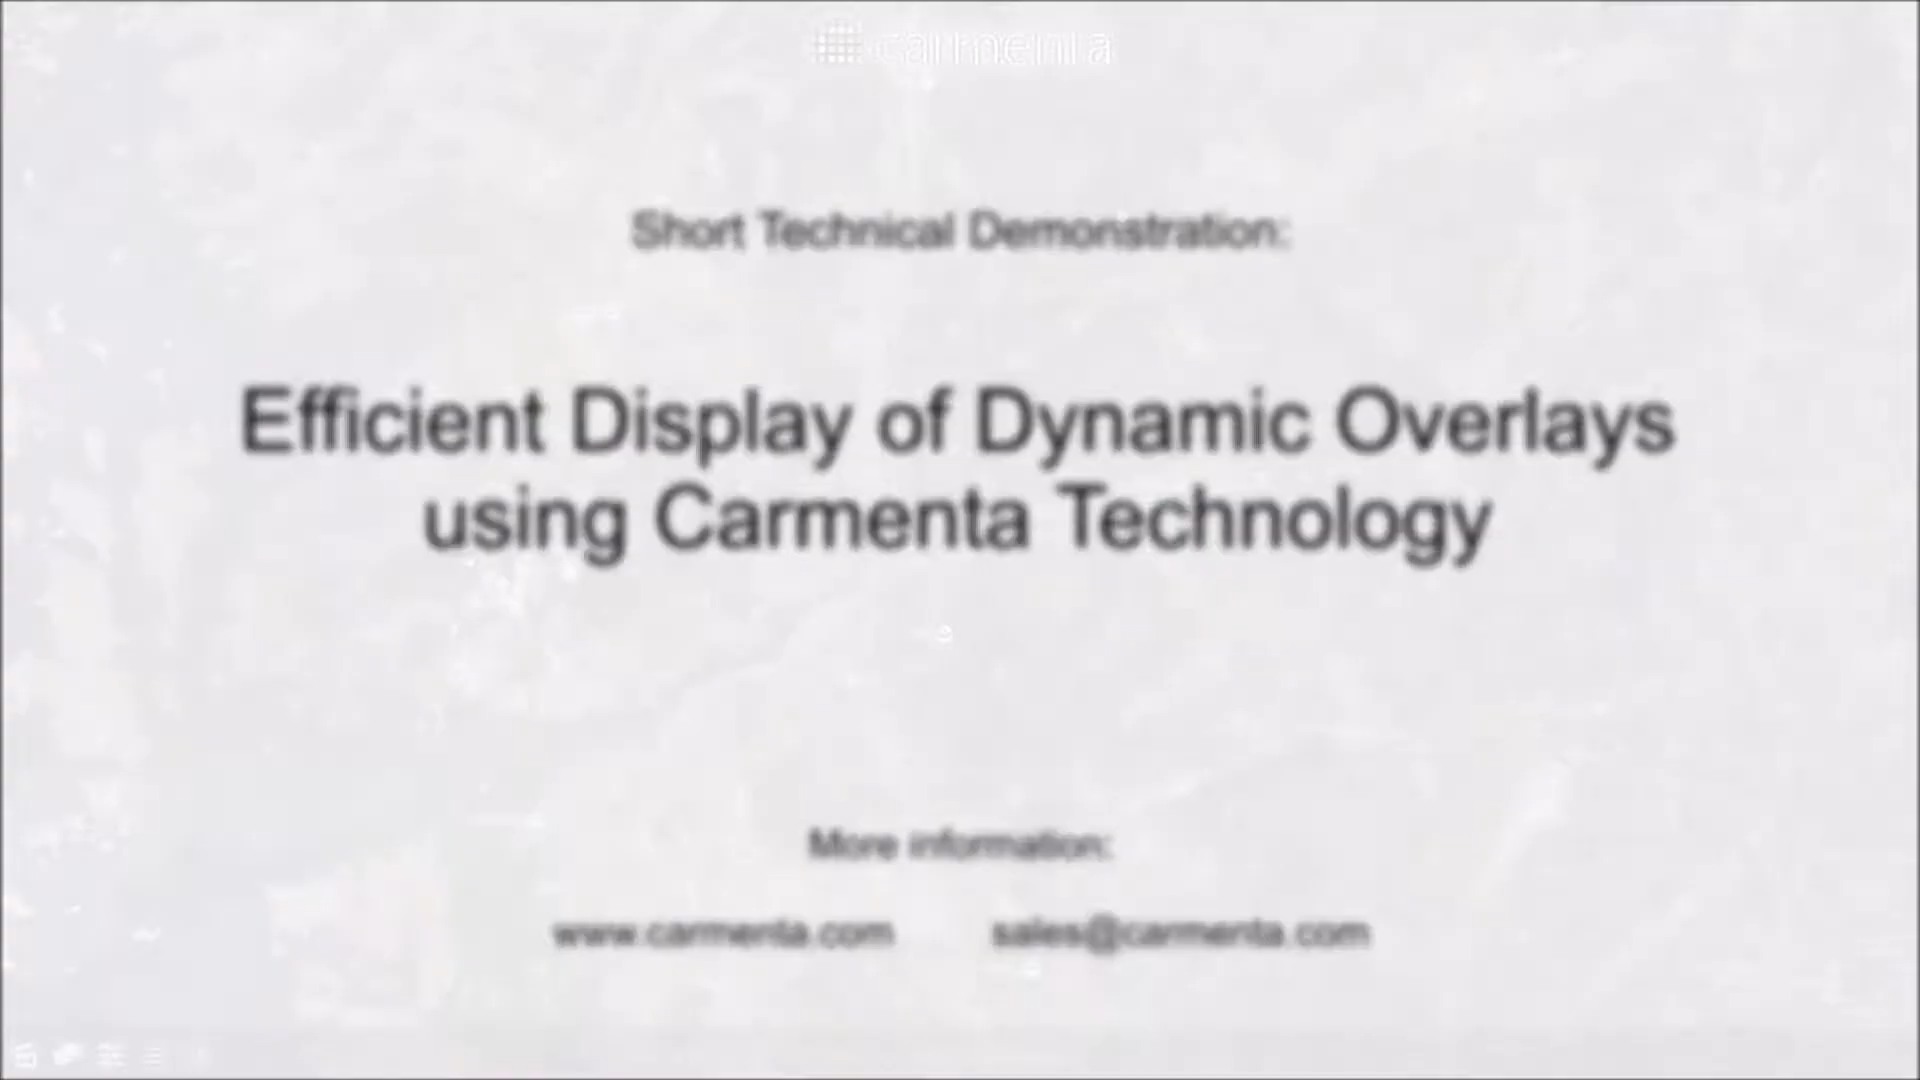 carmenta
Short Technical Demonstration:
Efficient Display of Dynamic Overlays
using Carmenta Technology
More information:
www.carmenta.com sales@carmenta.com